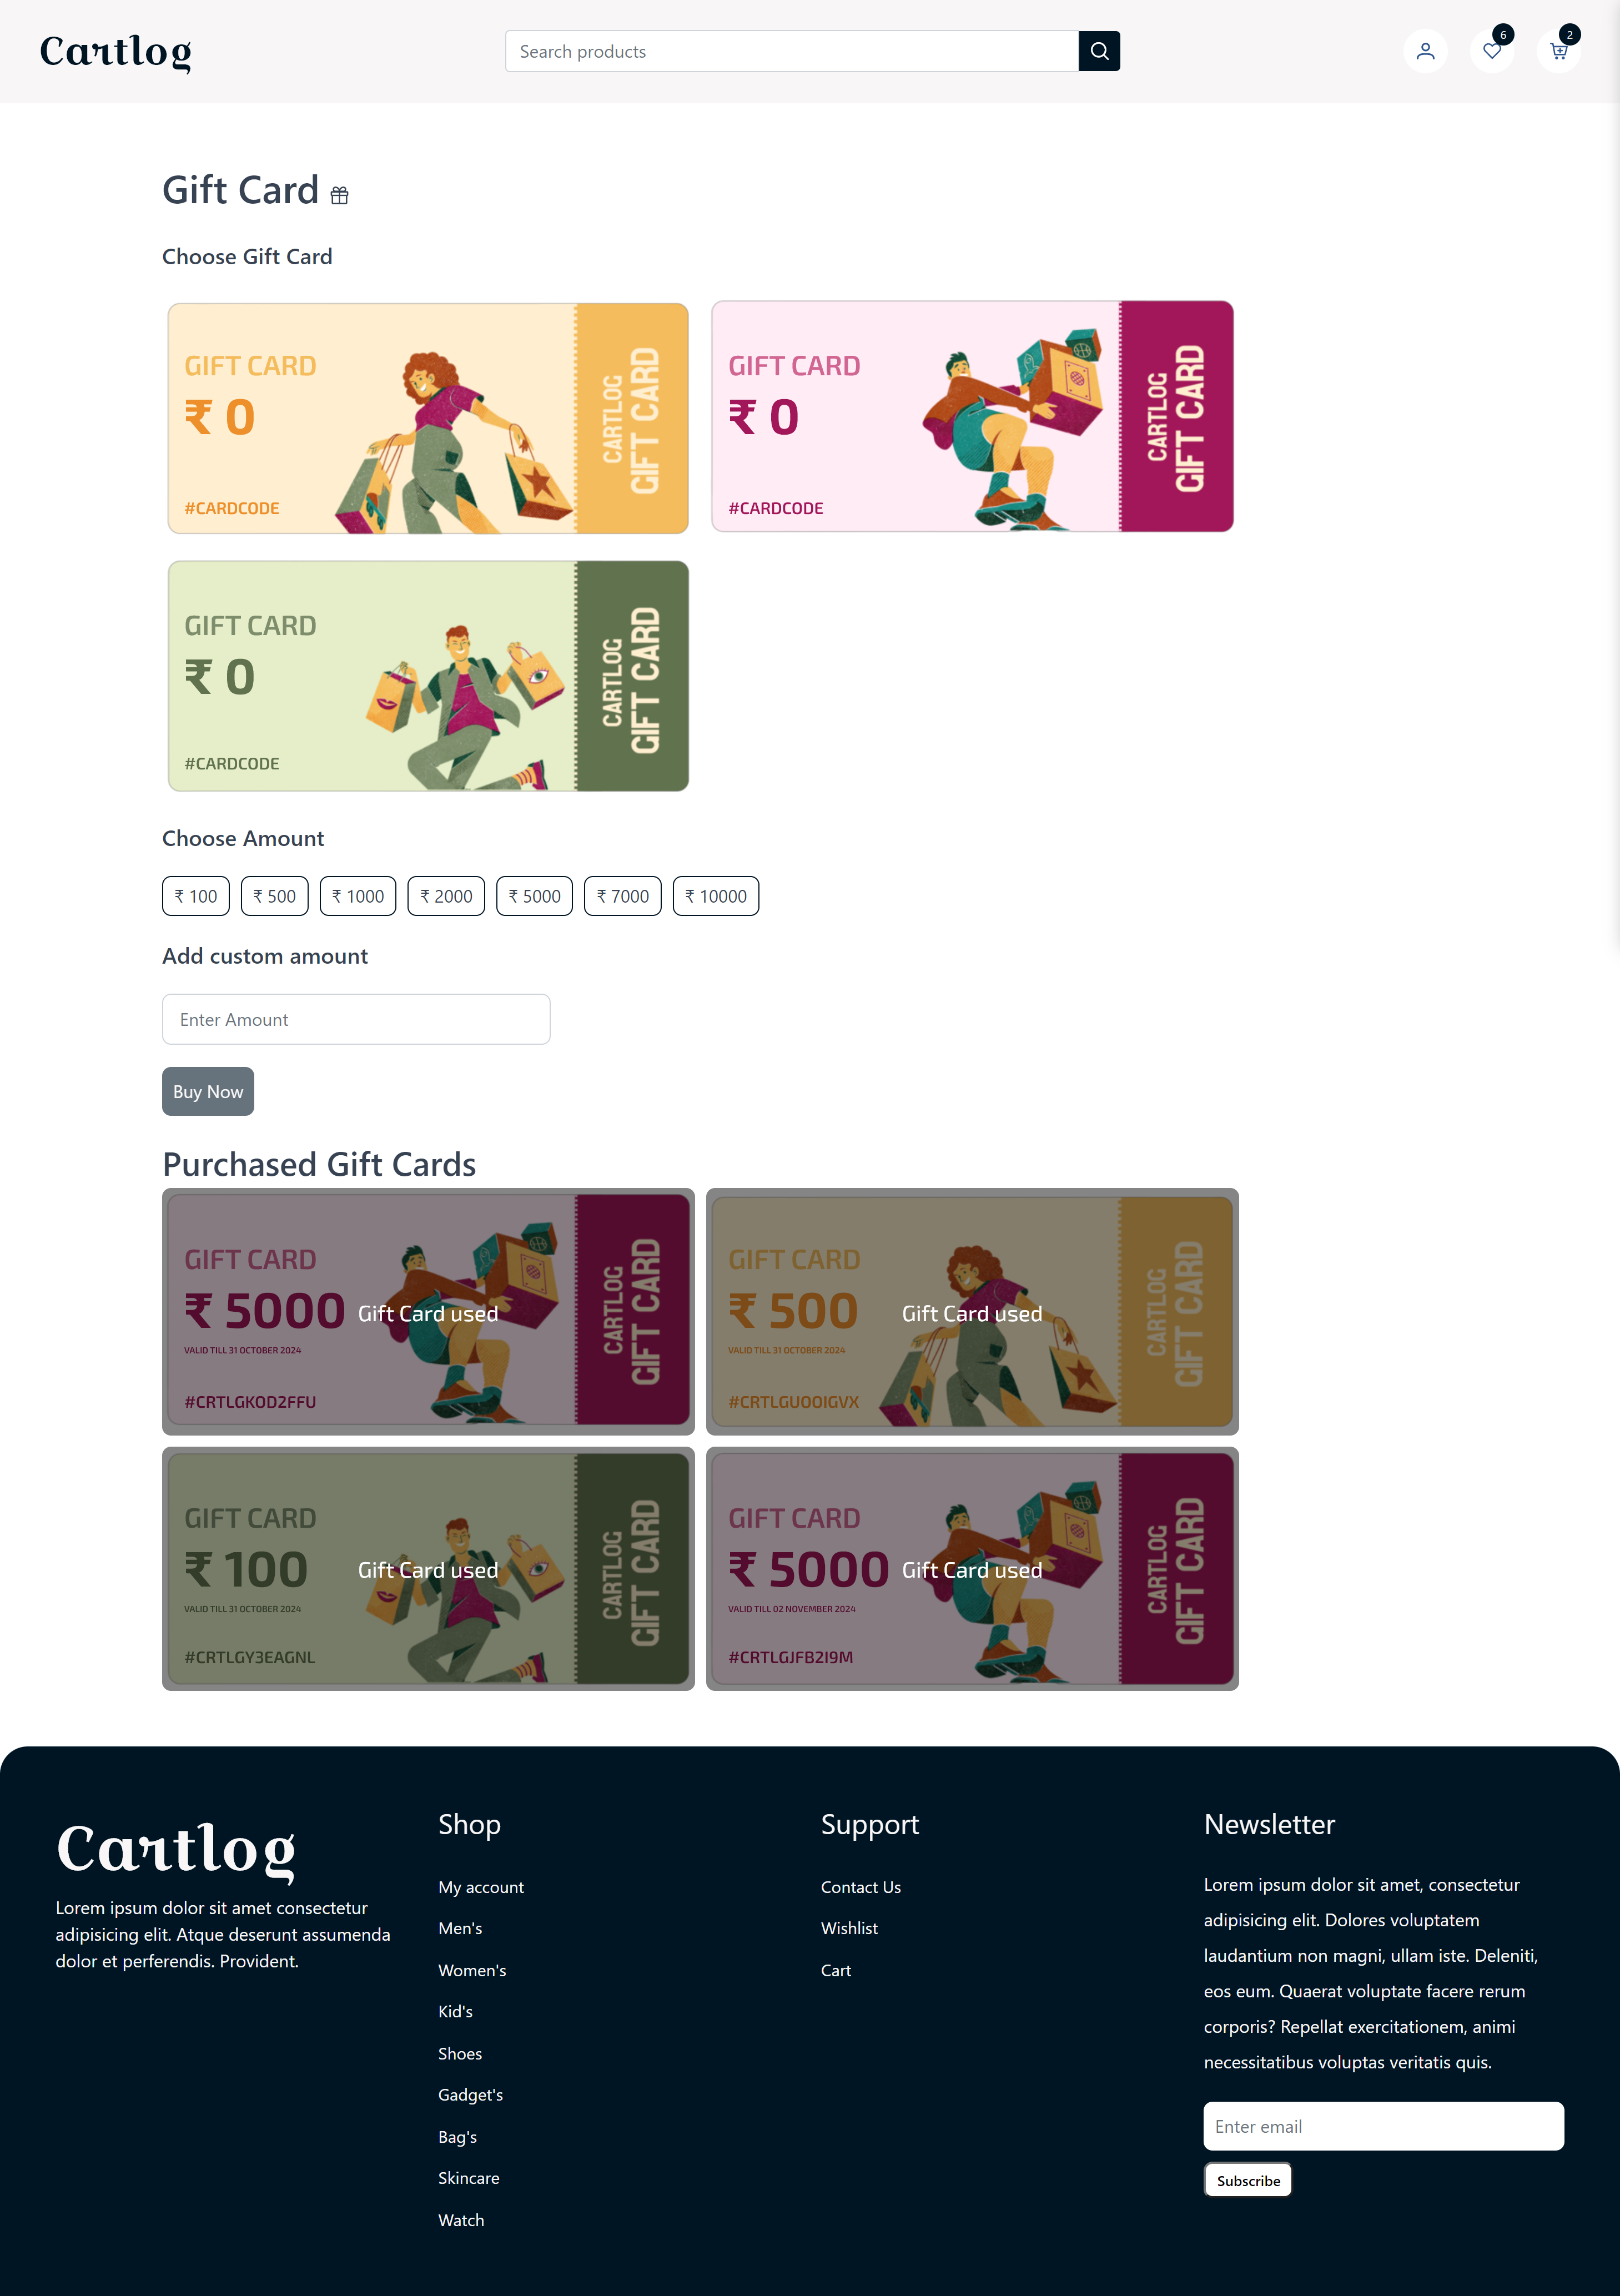 Cartlog
Search products
6
2
Gift Card
Choose Gift Card
GIFT CARD
₹ 0
#CARDCODE
CARTLOG
GIFT CARD
GIFT CARD
₹ 0
#CARDCODE
CARTLOG
GIFT CARD
GIFT CARD
₹ 0
#CARDCODE
CARTLOG
GIFT CARD
Choose Amount
₹ 100
₹ 500
₹ 1000
₹ 2000
₹ 5000
₹ 7000
₹ 10000
Add custom amount
Enter Amount
Buy Now
Purchased Gift Cards
GIFT CARD
₹ 5000
Gift Card used
VALID TILL 31 OCTOBER 2024
#CRTLGKOD2FFU
CARTLOG
GIFT CARD
GIFT CARD
₹ 500
Gift Card used
VALID TILL 31 OCTOBER 2024
#CRTLGUOOIGVX
CARTLOG
GIFT CARD
GIFT CARD
₹ 100
Gift Card used
VALID TILL 31 OCTOBER 2024
#CRTLGY3EAGNL
CARTLOG
GIFT CARD
GIFT CARD
₹ 5000
Gift Card used
VALID TILL 02 NOVEMBER 2024
#CRTLGJFB2I9M
CARTLOG
GIFT CARD
Cartlog
Lorem ipsum dolor sit amet consectetur
adipisicing elit. Atque deserunt assumenda
dolor et perferendis. Provident.
Shop
My account
Men's
Women's
Kid's
Shoes
Gadget's
Bag's
Skincare
Watch
Support
Contact Us
Wishlist
Cart
Newsletter
Lorem ipsum dolor sit amet, consectetur
adipisicing elit. Dolores voluptatem
laudantium non magni, ullam iste. Deleniti,
eos eum. Quaerat voluptate facere rerum
corporis? Repellat exercitationem, animi
necessitatibus voluptas veritatis quis.
Enter email
Subscribe